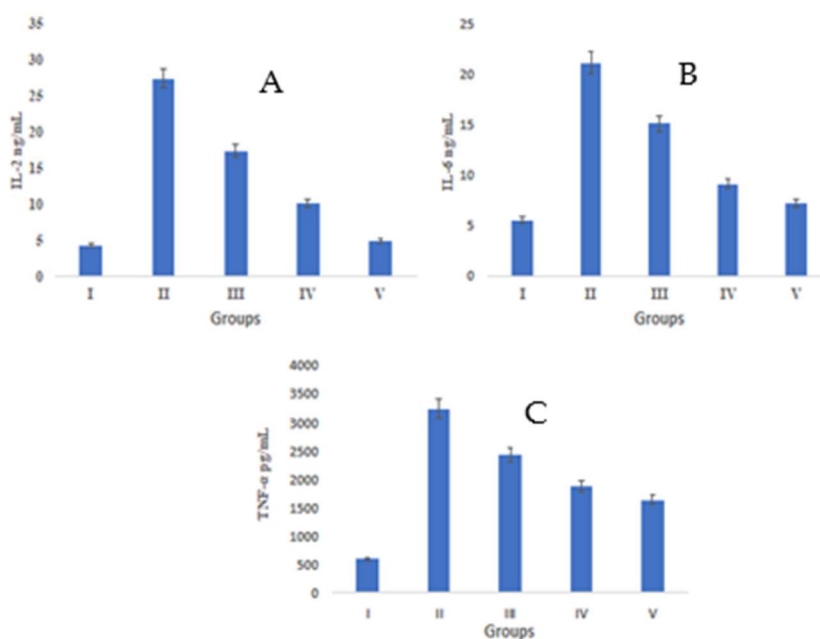 A
IL-2 ng/mL
35
30
25
20
15
10
5
0
I II III IV V
Groups
B
IL-6 ng/mL
25
20
15
10
5
0
I II III IV V
Groups
C
TNF-α pg/mL
4000
3500
3000
2500
2000
1500
1000
500
0
I II III IV V
Groups